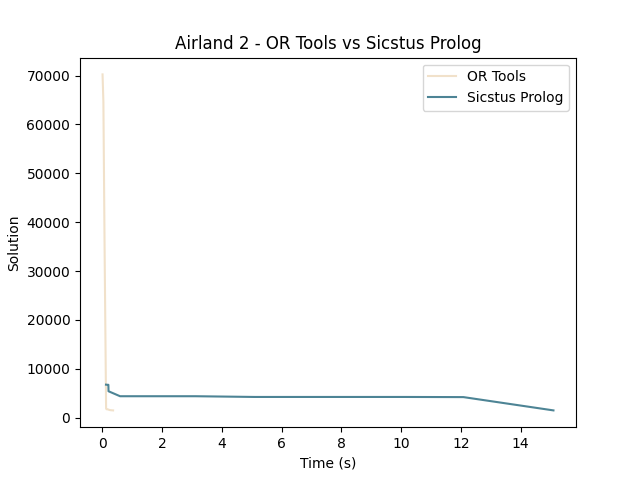 Airland 2 - OR Tools vs Sicstus Prolog
OR Tools
Sicstus Prolog
70000
60000
50000
40000
30000
20000
10000
0
Solution
0 2 4 6 8 10 12 14
Time (s)